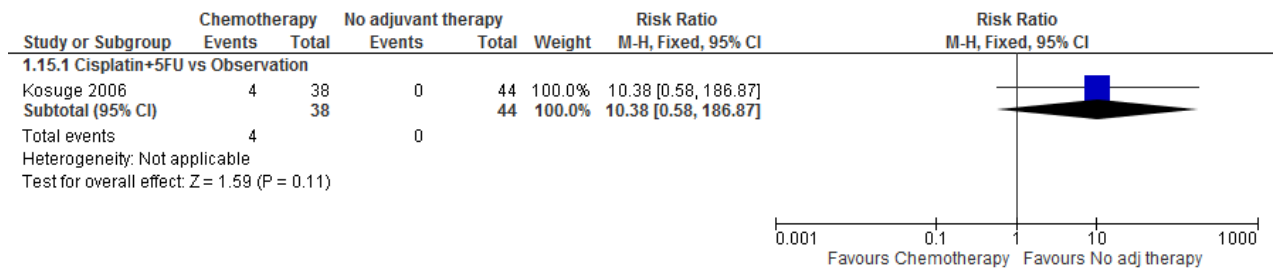 Chemotherapy No adjuvant therapy Risk Ratio Risk Ratio
Study or Subgroup Events Total Events Total Weight M-H, Fixed, 95% CI M-H, Fixed, 95% CI
1.15.1 Cisplatin+5FU vs Observation
Kosuge 2006 4 38 0 44 100.0% 10.38 [0.58, 186.87]
Subtotal (95% CI) 38 44 100.0% 10.38 [0.58, 186.87]
Total events 4 0
Heterogeneity: Not applicable
Test for overall effect: Z = 1.59 (P = 0.11)
0.001 0.1 1 10 1000
Favours Chemotherapy Favours No adj therapy